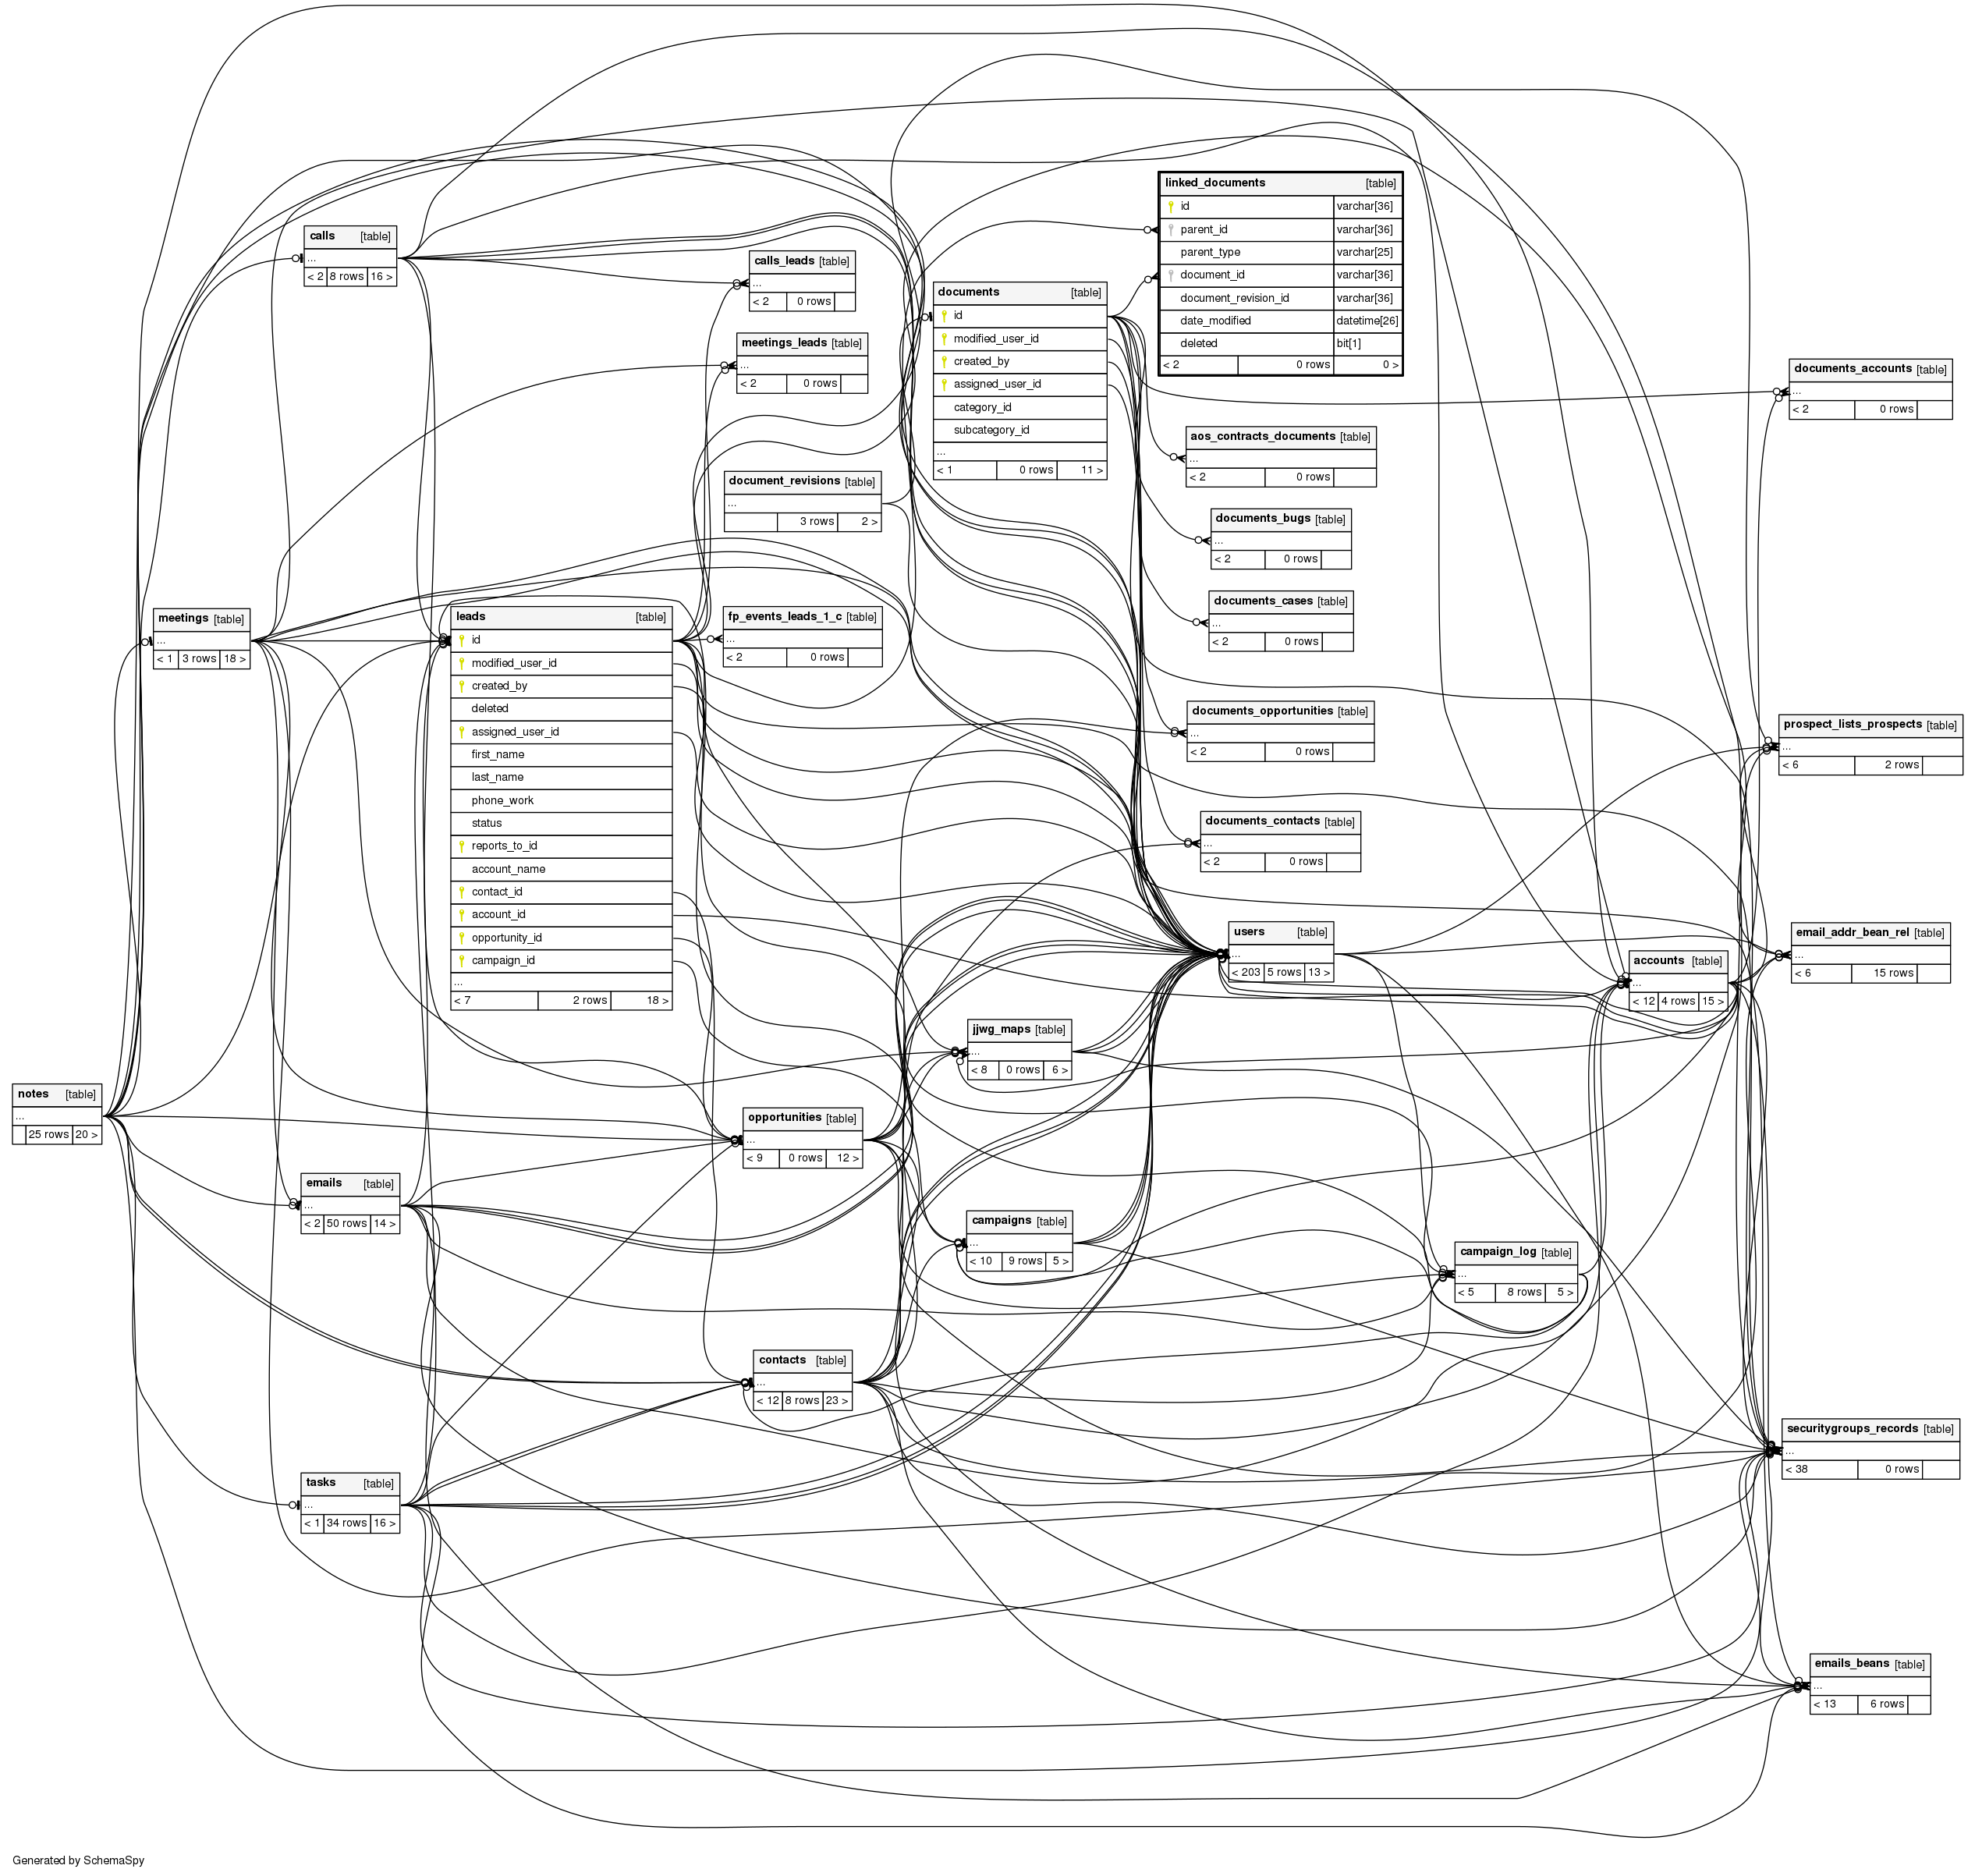 linked_documents [table]
id varchar[36]
parent_id varchar[36]
parent_type varchar[25]
document_id varchar[36]
document_revision_id varchar[36]
date_modified datetime[26]
deleted bit[1]
< 2 0 rows 0 >
calls [table]
...
< 2 8 rows 16 >
calls_leads [table]
...
< 2 0 rows
documents [table]
id
modified_user_id
created_by
assigned_user_id
category_id
subcategory_id
...
< 1 0 rows 11 >
meetings_leads [table]
...
< 2 0 rows
documents_accounts [table]
...
< 2 0 rows
aos_contracts_documents [table]
...
< 2 0 rows
document_revisions [table]
...
3 rows 2 >
documents_bugs [table]
...
< 2 0 rows
documents_cases [table]
...
< 2 0 rows
meetings [table]
...
< 1 3 rows 18 >
leads [table]
id
modified_user_id
created_by
deleted
assigned_user_id
first_name
last_name
phone_work
status
reports_to_id
account_name
contact_id
account_id
opportunity_id
campaign_id
...
< 7 2 rows 18 >
fp_events_leads_1_c [table]
...
< 2 0 rows
documents_opportunities [table]
...
< 2 0 rows
prospect_lists_prospects [table]
...
< 6 2 rows
documents_contacts [table]
...
< 2 0 rows
users [table]
...
< 203 5 rows 13 >
email_addr_bean_rel [table]
...
< 6 15 rows
accounts [table]
...
< 12 4 rows 15 >
jjwg_maps [table]
...
< 8 0 rows 6 >
notes [table]
...
25 rows 20 >
opportunities [table]
...
< 9 0 rows 12 >
emails [table]
...
< 2 50 rows 14 >
campaigns [table]
...
< 10 9 rows 5 >
campaign_log [table]
...
< 5 8 rows 5 >
contacts [table]
...
< 12 8 rows 23 >
securitygroups_records [table]
...
< 38 0 rows
tasks [table]
...
< 1 34 rows 16 >
emails_beans [table]
...
< 13 6 rows
Generated by SchemaSpy